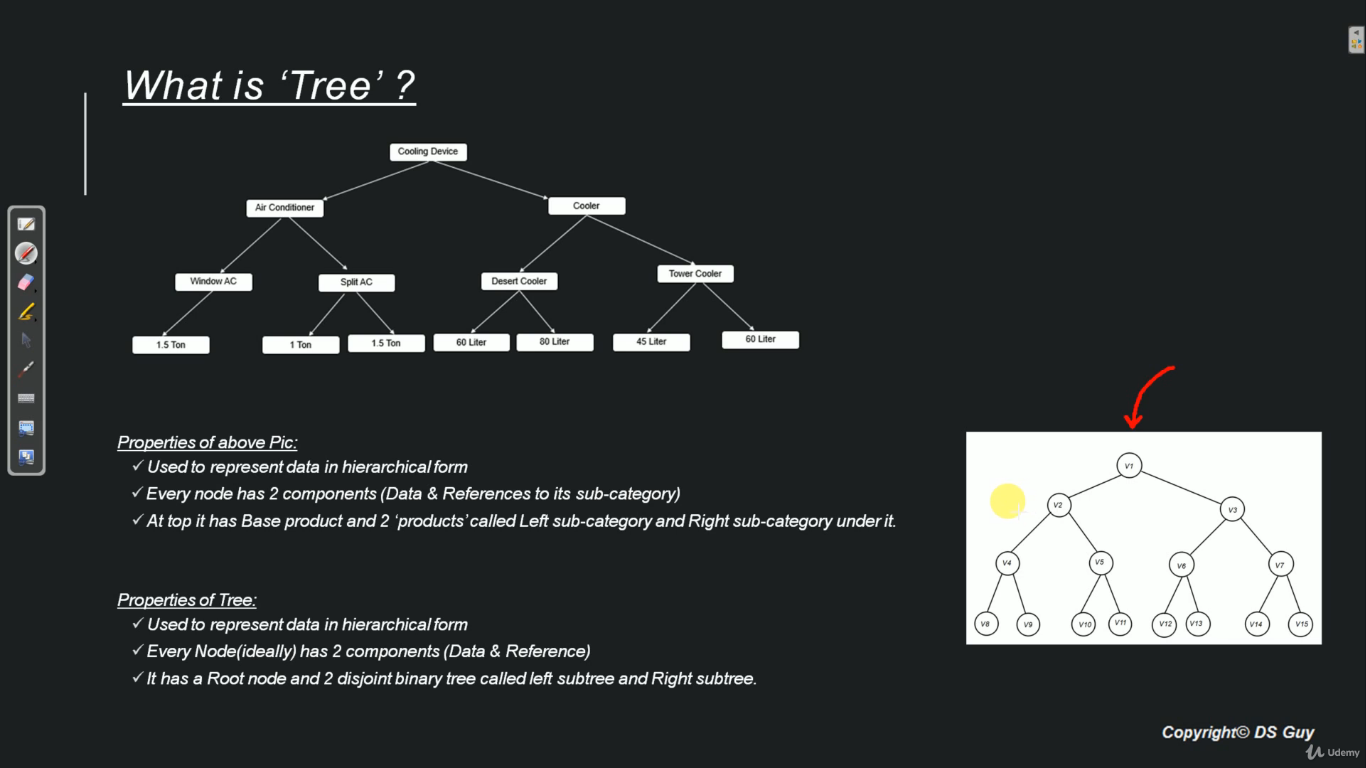 What is ‘Tree’ ?
Cooling Device
Air Conditioner
Cooler
Window AC
Split AC
Desert Cooler
Tower Cooler
1.5 Ton
1 Ton
1.5 Ton
60 Liter
80 Liter
45 Liter
60 Liter
Properties of above Pic:
✓Used to represent data in hierarchical form
✓Every node has 2 components (Data & References to its sub-category)
✓At top it has Base product and 2 ‘products’ called Left sub-category and Right sub-category under it.
V1
V2
V3
V4
V5
V6
V7
V8
V9
V10
V11
V12
V13
V14
V15
Properties of Tree:
✓Used to represent data in hierarchical form
✓Every Node(ideally) has 2 components (Data & Reference)
✓It has a Root node and 2 disjoint binary tree called left subtree and Right subtree.
Copyright© DS Guy
Udemy